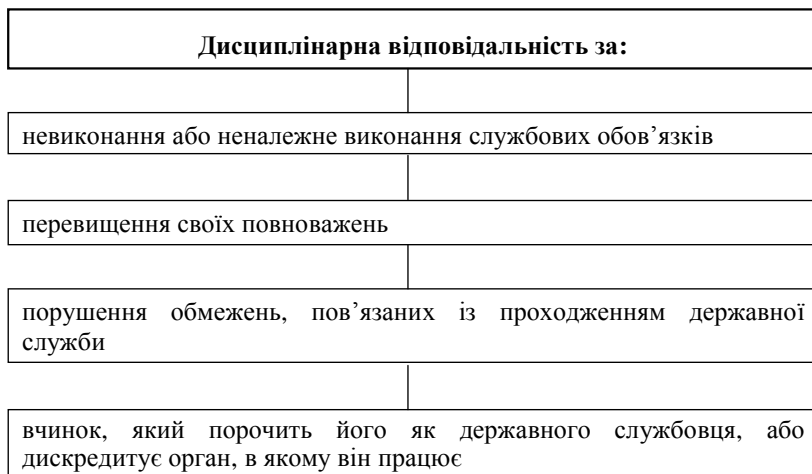 Дисциплінарна відповідальність за:
невиконання або неналежне виконання службових обов’язків
перевищення своїх повноважень
порушення обмежень, пов’язаних із проходженням державної
служби
вчинок, який порочить його як державного службовця, або
дискредитує орган, в якому він працює